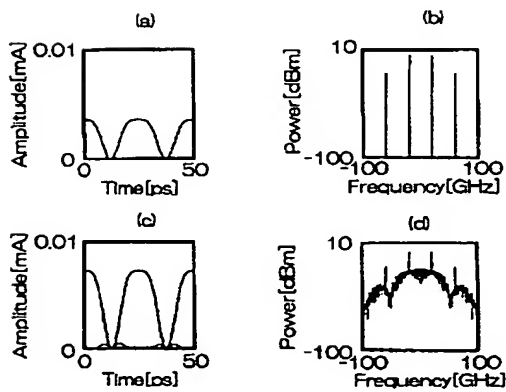 (a)
0.01
Amplitude[mA]
0
0
50
Time[ps]
(b)
10
Power[dBm]
-100
-100
100
Frequency[GHz]
(c)
0.01
Amplitude[mA]
0
0
50
Time[ps]
(d)
10
Power[dBm]
-100
-100
100
Frequency[GHz]